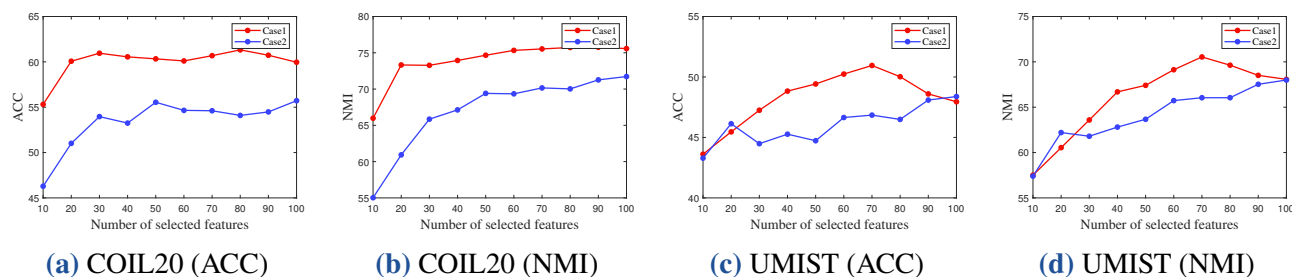 65
60
55
50
45
ACC
10 20 30 40 50 60 70 80 90 100
Number of selected features
Case1
Case2
(a) COIL20 (ACC)
80
75
70
65
60
55
NMI
10 20 30 40 50 60 70 80 90 100
Number of selected features
Case1
Case2
(b) COIL20 (NMI)
55
50
45
40
ACC
10 20 30 40 50 60 70 80 90 100
Number of selected features
Case1
Case2
(c) UMIST (ACC)
75
70
65
60
55
NMI
10 20 30 40 50 60 70 80 90 100
Number of selected features
Case1
Case2
(d) UMIST (NMI)